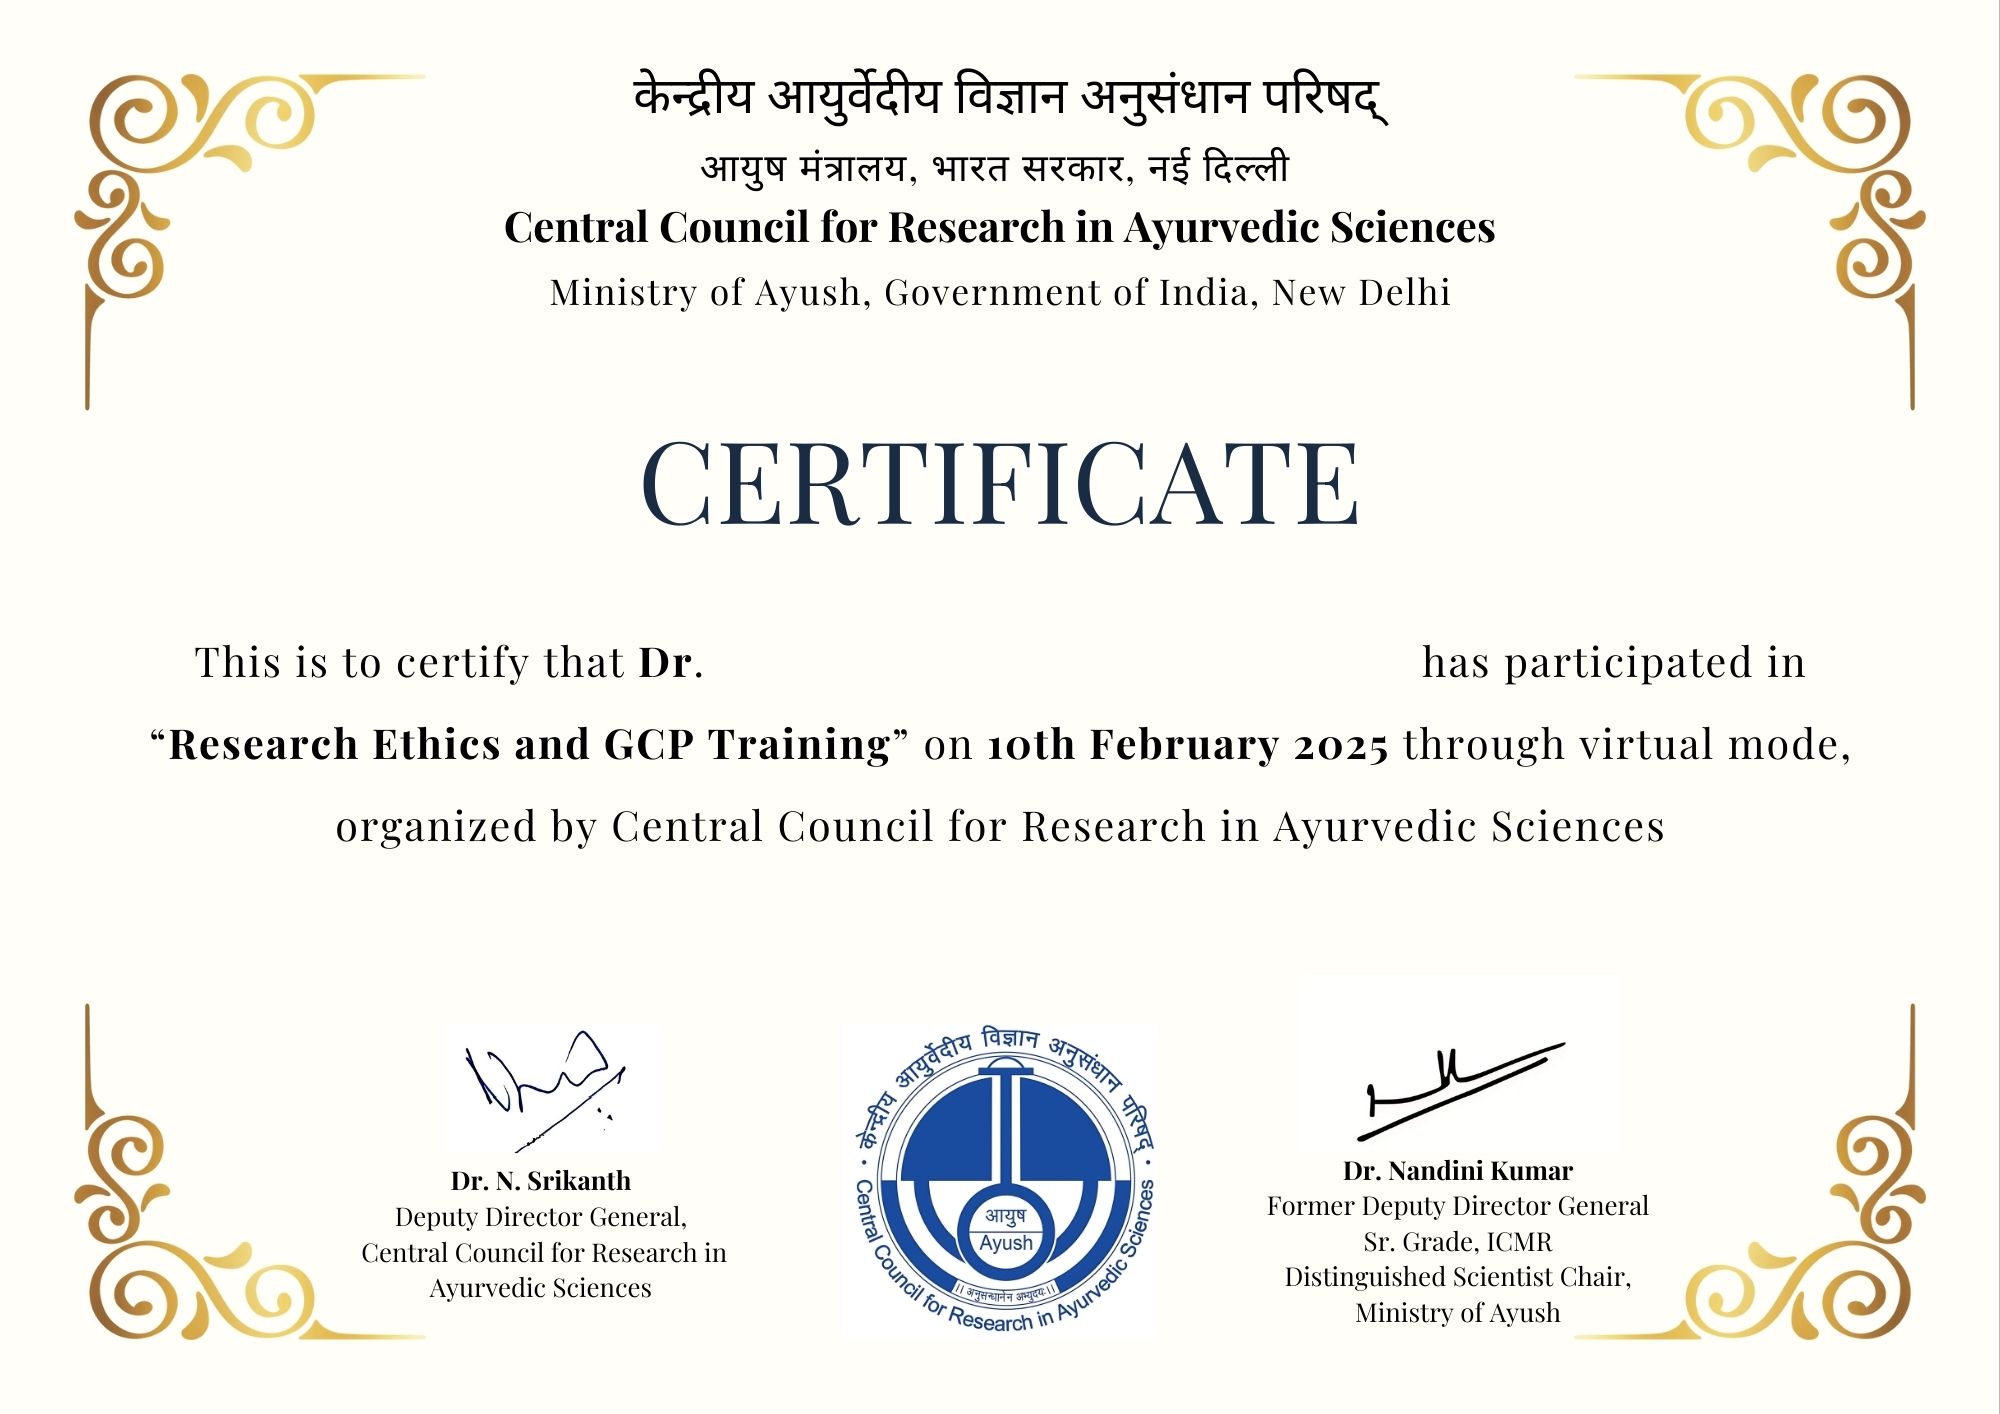 केन्द्रीय आयुर्वेदीय विज्ञान अनुसंधान परिषद्
आयुष मंत्रालय, भारत सरकार, नई दिल्ली
Central Council for Research in Ayurvedic Sciences
Ministry of Ayush, Government of India, New Delhi
CERTIFICATE
This is to certify that Dr. has participated in
“Research Ethics and GCP Training” on 10th February 2025 through virtual mode,
organized by Central Council for Research in Ayurvedic Sciences
Dr. N. Srikanth
Deputy Director General,
Central Council for Research in
Ayurvedic Sciences
केन्द्रीय आयुर्वेदीय विज्ञान अनुसंधान परिषद्
आयुष
Ayush
।। अनुसन्धानेन अभ्युदयः ।।
Central Council for Research in Ayurvedic Sciences
Dr. Nandini Kumar
Former Deputy Director General
Sr. Grade, ICMR
Distinguished Scientist Chair,
Ministry of Ayush